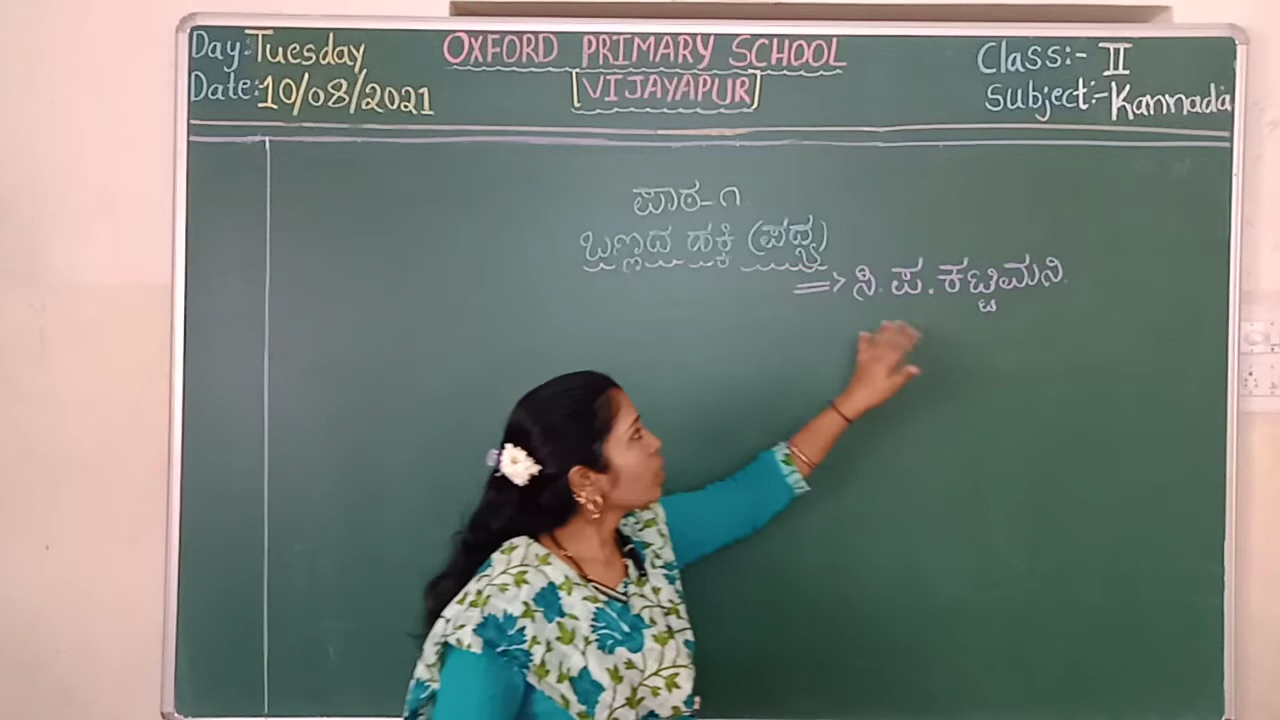 Day:-Tuesday
Date:-10/08/2021
OXFORD PRIMARY SCHOOL
[VIJAYAPUR]
Class:- II
Subject:- Kannada
ಪಾಠ-೧
ಬಣ್ಣದ ಹಕ್ಕಿ (ಪದ್ಯ)
=> ಸಿ. ಪ. ಕಟ್ಟಿಮನಿ.